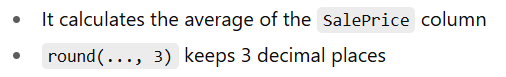 It calculates the average of the SalePrice column
round(..., 3) keeps 3 decimal places